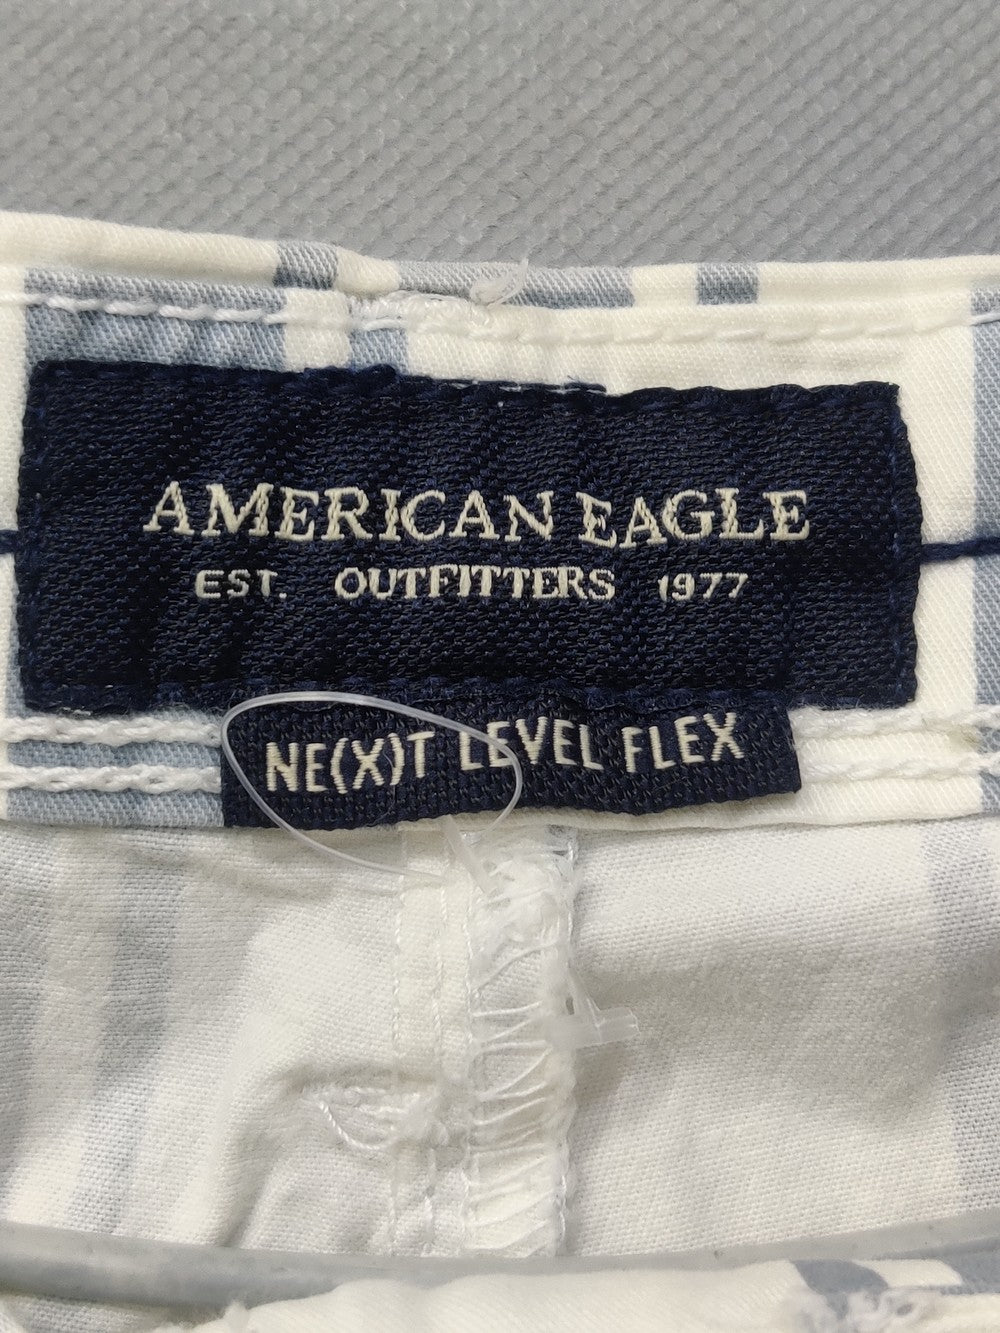 AMERICAN EAGLE
EST. OUTFITTERS 1977
NE(X)T LEVEL FLEX